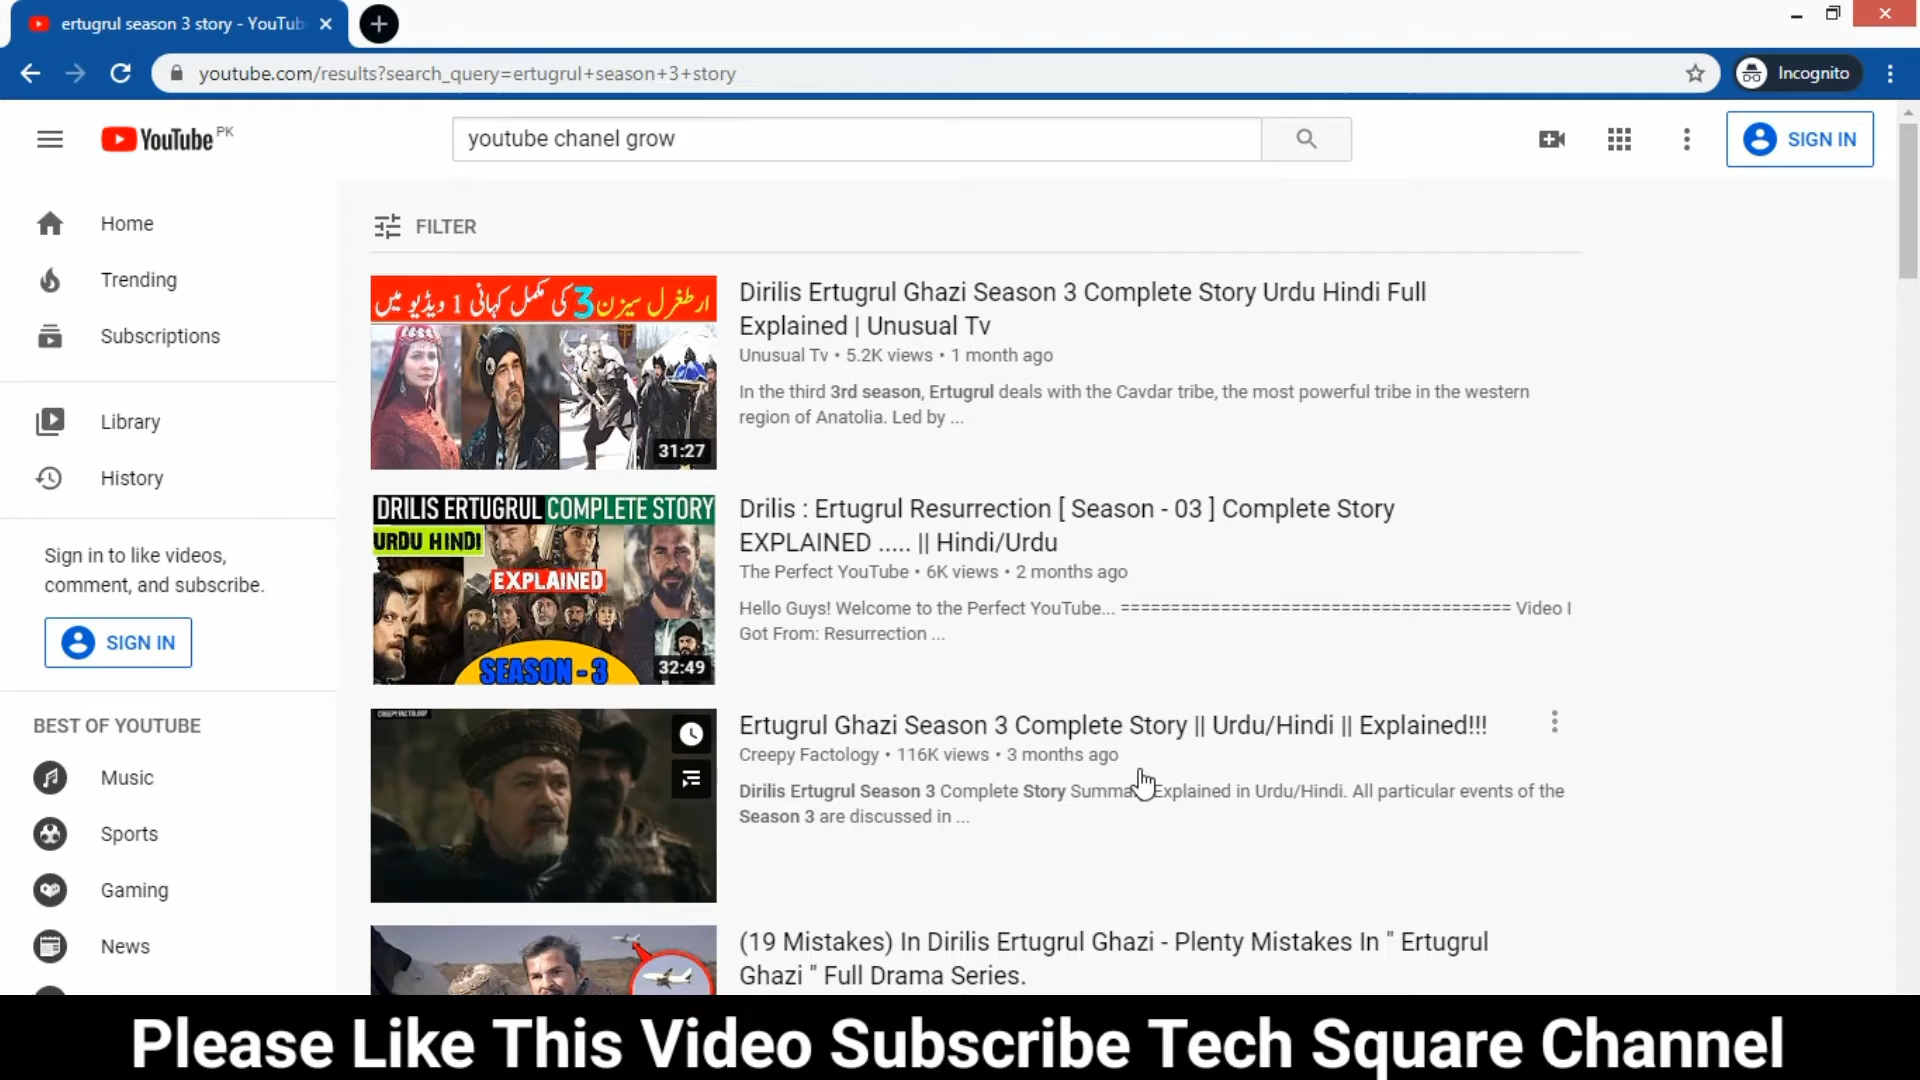 ertugrul season 3 story - YouTub
youtube.com/results?search_query=ertugrul+season+3+story
Incognito
YouTube PK
youtube chanel grow
SIGN IN
Home
Trending
Subscriptions
Library
History
Sign in to like videos,
comment, and subscribe.
SIGN IN
BEST OF YOUTUBE
Music
Sports
Gaming
News
FILTER
ارطغرل سیزن 3 کی مکمل کہانی 1 ویڈیو میں
31:27
Dirilis Ertugrul Ghazi Season 3 Complete Story Urdu Hindi Full
Explained | Unusual Tv
Unusual Tv • 5.2K views • 1 month ago
In the third 3rd season, Ertugrul deals with the Cavdar tribe, the most powerful tribe in the western
region of Anatolia. Led by ...
DRILIS ERTUGRUL COMPLETE STORY
URDU HINDI
EXPLAINED
SEASON - 3
32:49
Drilis : Ertugrul Resurrection [ Season - 03 ] Complete Story
EXPLAINED ..... || Hindi/Urdu
The Perfect YouTube • 6K views • 2 months ago
Hello Guys! Welcome to the Perfect YouTube... ======================================= Video I
Got From: Resurrection ...
CREEPY FACTOLOGY
Ertugrul Ghazi Season 3 Complete Story || Urdu/Hindi || Explained!!!
Creepy Factology • 116K views • 3 months ago
Dirilis Ertugrul Season 3 Complete Story Summa Explained in Urdu/Hindi. All particular events of the
Season 3 are discussed in ...
(19 Mistakes) In Dirilis Ertugrul Ghazi - Plenty Mistakes In " Ertugrul
Ghazi " Full Drama Series.
Please Like This Video Subscribe Tech Square Channel